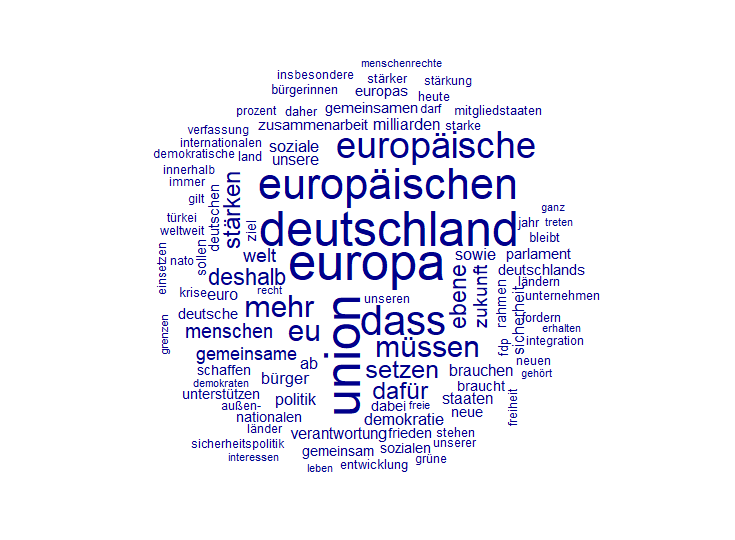 menschenrechte
insbesondere
stärker
stärkung
bürgerinnen
europas
heute
prozent
daher
gemeinsamen
darf
mitgliedstaaten
verfassung
zusammenarbeit
milliarden
starke
internationalen
soziale
europäische
demokratische
land
unsere
innerhalb
immer
stärken
europäischen
gilt
deutschen
ganz
türkei
ziel
deutschland
jahr
treten
weltweit
bleibt
nato
sollen
welt
europa
sowie
parlament
einsetzen
deshalb
ebene
zukunft
deutschlands
ländern
krise
euro
recht
unseren
rahmen
sicherheit
unternehmen
deutsche
mehr
union
dass
fordern
grenzen
menschen
eu
müssen
fdp
erhalten
integration
gemeinsame
ab
setzen
brauchen
neuen
schaffen
gehört
demokraten
bürger
dafür
braucht
freiheit
unterstützen
politik
staaten
außen-
dabei
freie
neue
nationalen
demokratie
länder
verantwortung
frieden
stehen
sicherheitspolitik
gemeinsam
sozialen
unserer
interessen
entwicklung
grüne
leben